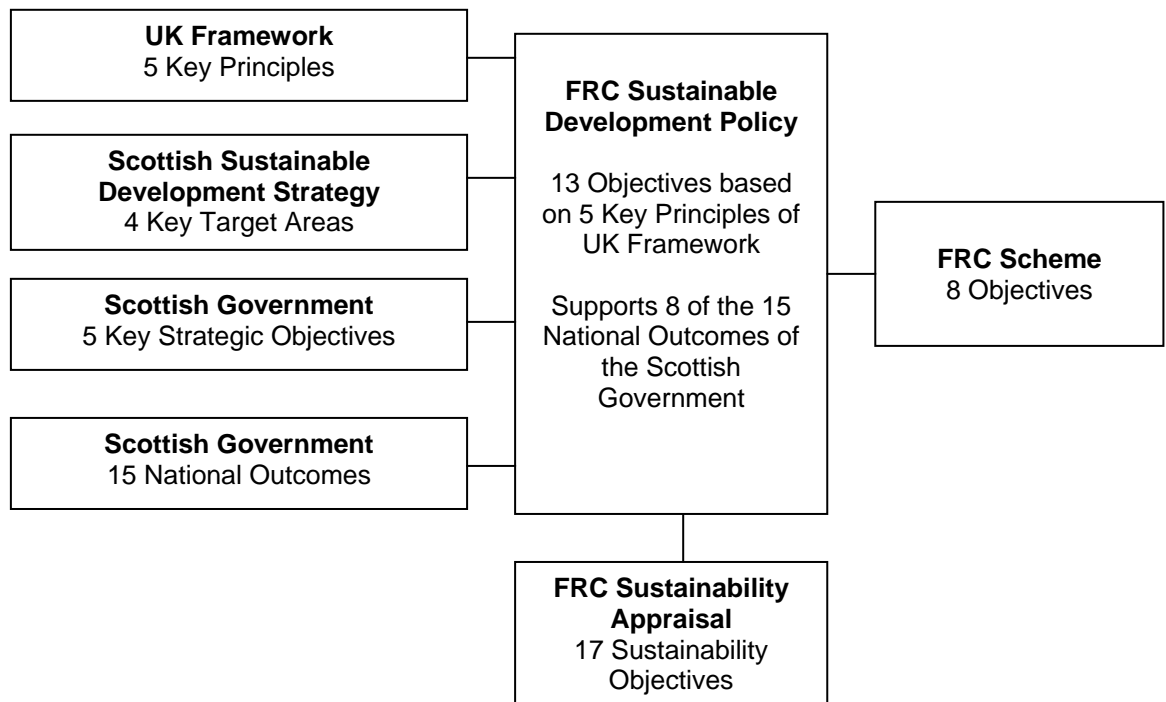 UK Framework
5 Key Principles
Scottish Sustainable
Development Strategy
4 Key Target Areas
Scottish Government
5 Key Strategic Objectives
Scottish Government
15 National Outcomes
FRC Sustainable
Development Policy
13 Objectives based
on 5 Key Principles of
UK Framework
Supports 8 of the 15
National Outcomes of
the Scottish
Government
FRC Scheme
8 Objectives
FRC Sustainability
Appraisal
17 Sustainability
Objectives